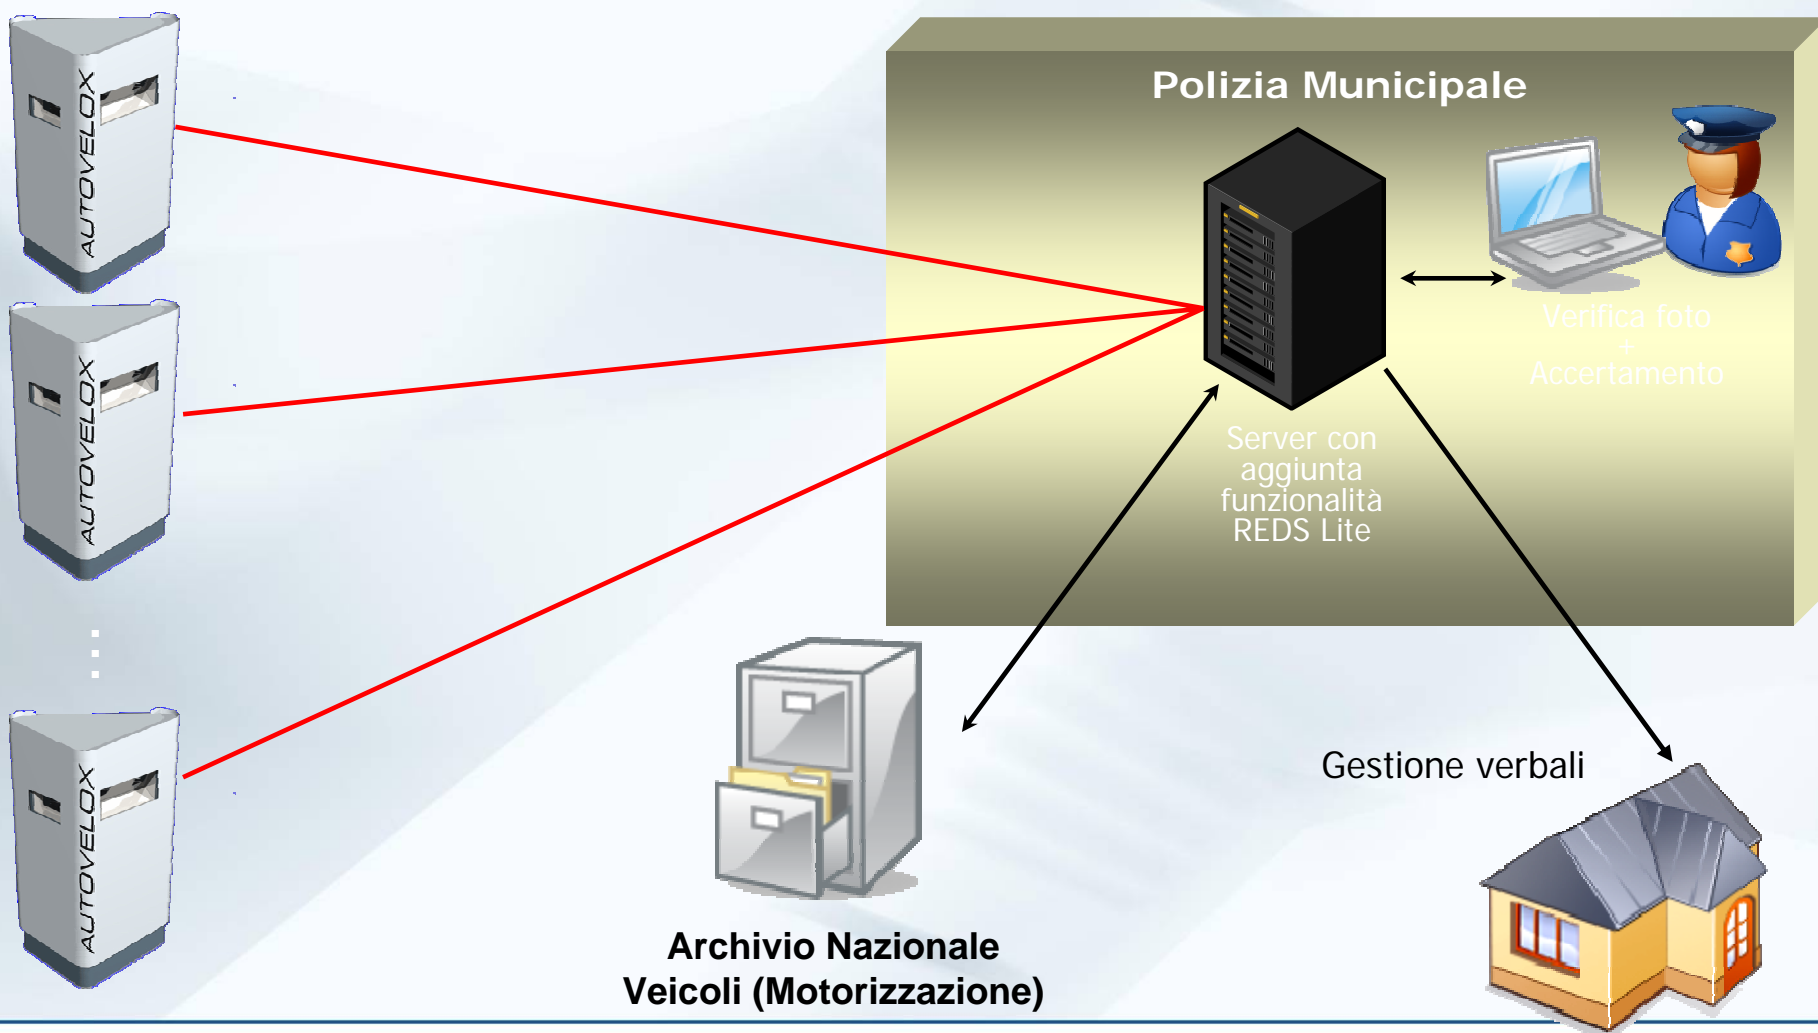 AUTOVELOX
AUTOVELOX
AUTOVELOX
Polizia Municipale
Verifica foto
+
Accertamento
Server con
aggiunta
funzionalità
REDS Lite
Gestione verbali
Archivio Nazionale
Veicoli (Motorizzazione)